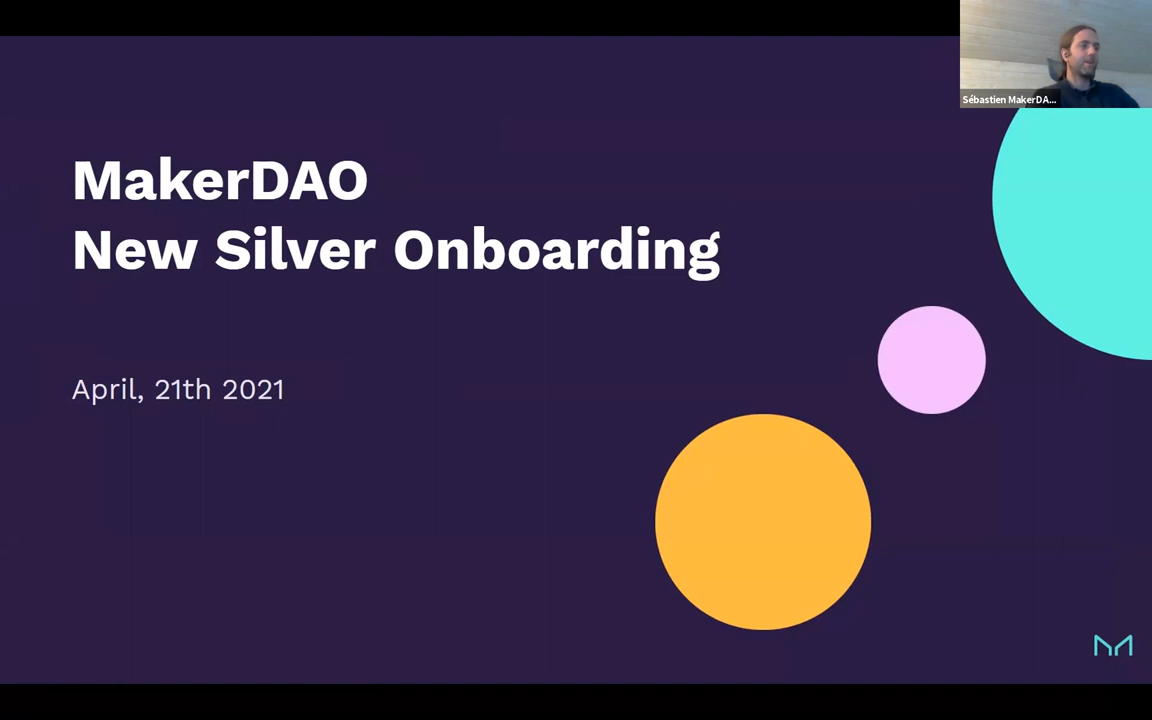 Sébastien MakerDA...
MakerDAO
New Silver Onboarding
April, 21th 2021